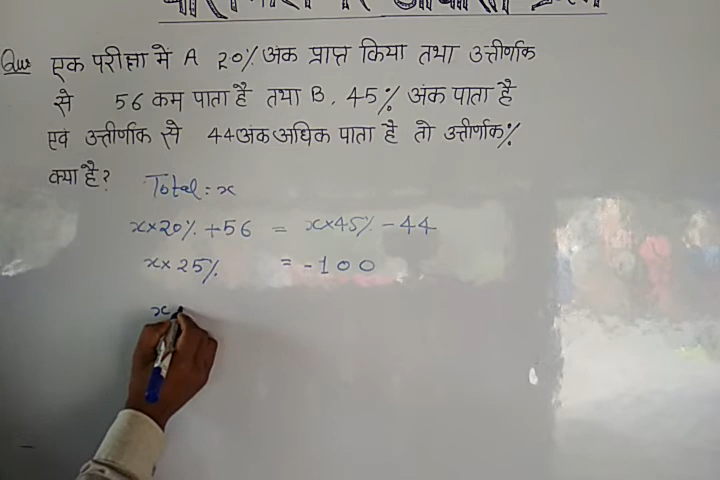 Que एक परीक्षा में A 20% अंक प्राप्त किया तथा उत्तीर्णांक
से 56 कम पाता है तथा B, 45% अंक पाता है
एवं उत्तीर्णांक से 44 अंक अधिक पाता है तो उत्तीर्णांक%
क्या है?
Total = x
x×20% +56 = x×45% -44
x×25% = -100
x